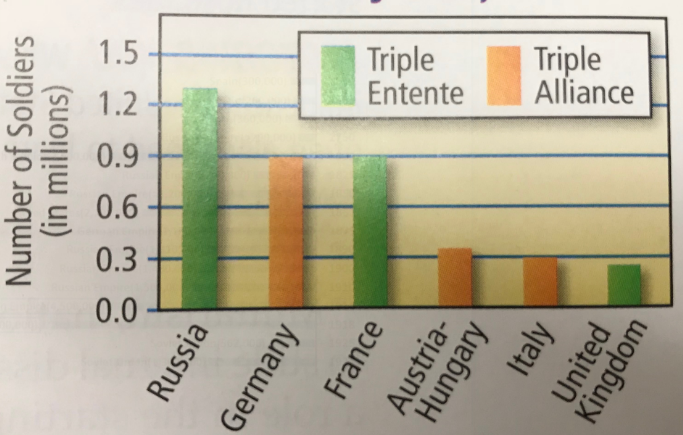 Number of Soldiers
(in millions)
1.5
1.2
0.9
0.6
0.3
0.0
Triple
Entente
Triple
Alliance
Russia
Germany
France
Austria-
Hungary
Italy
United
Kingdom